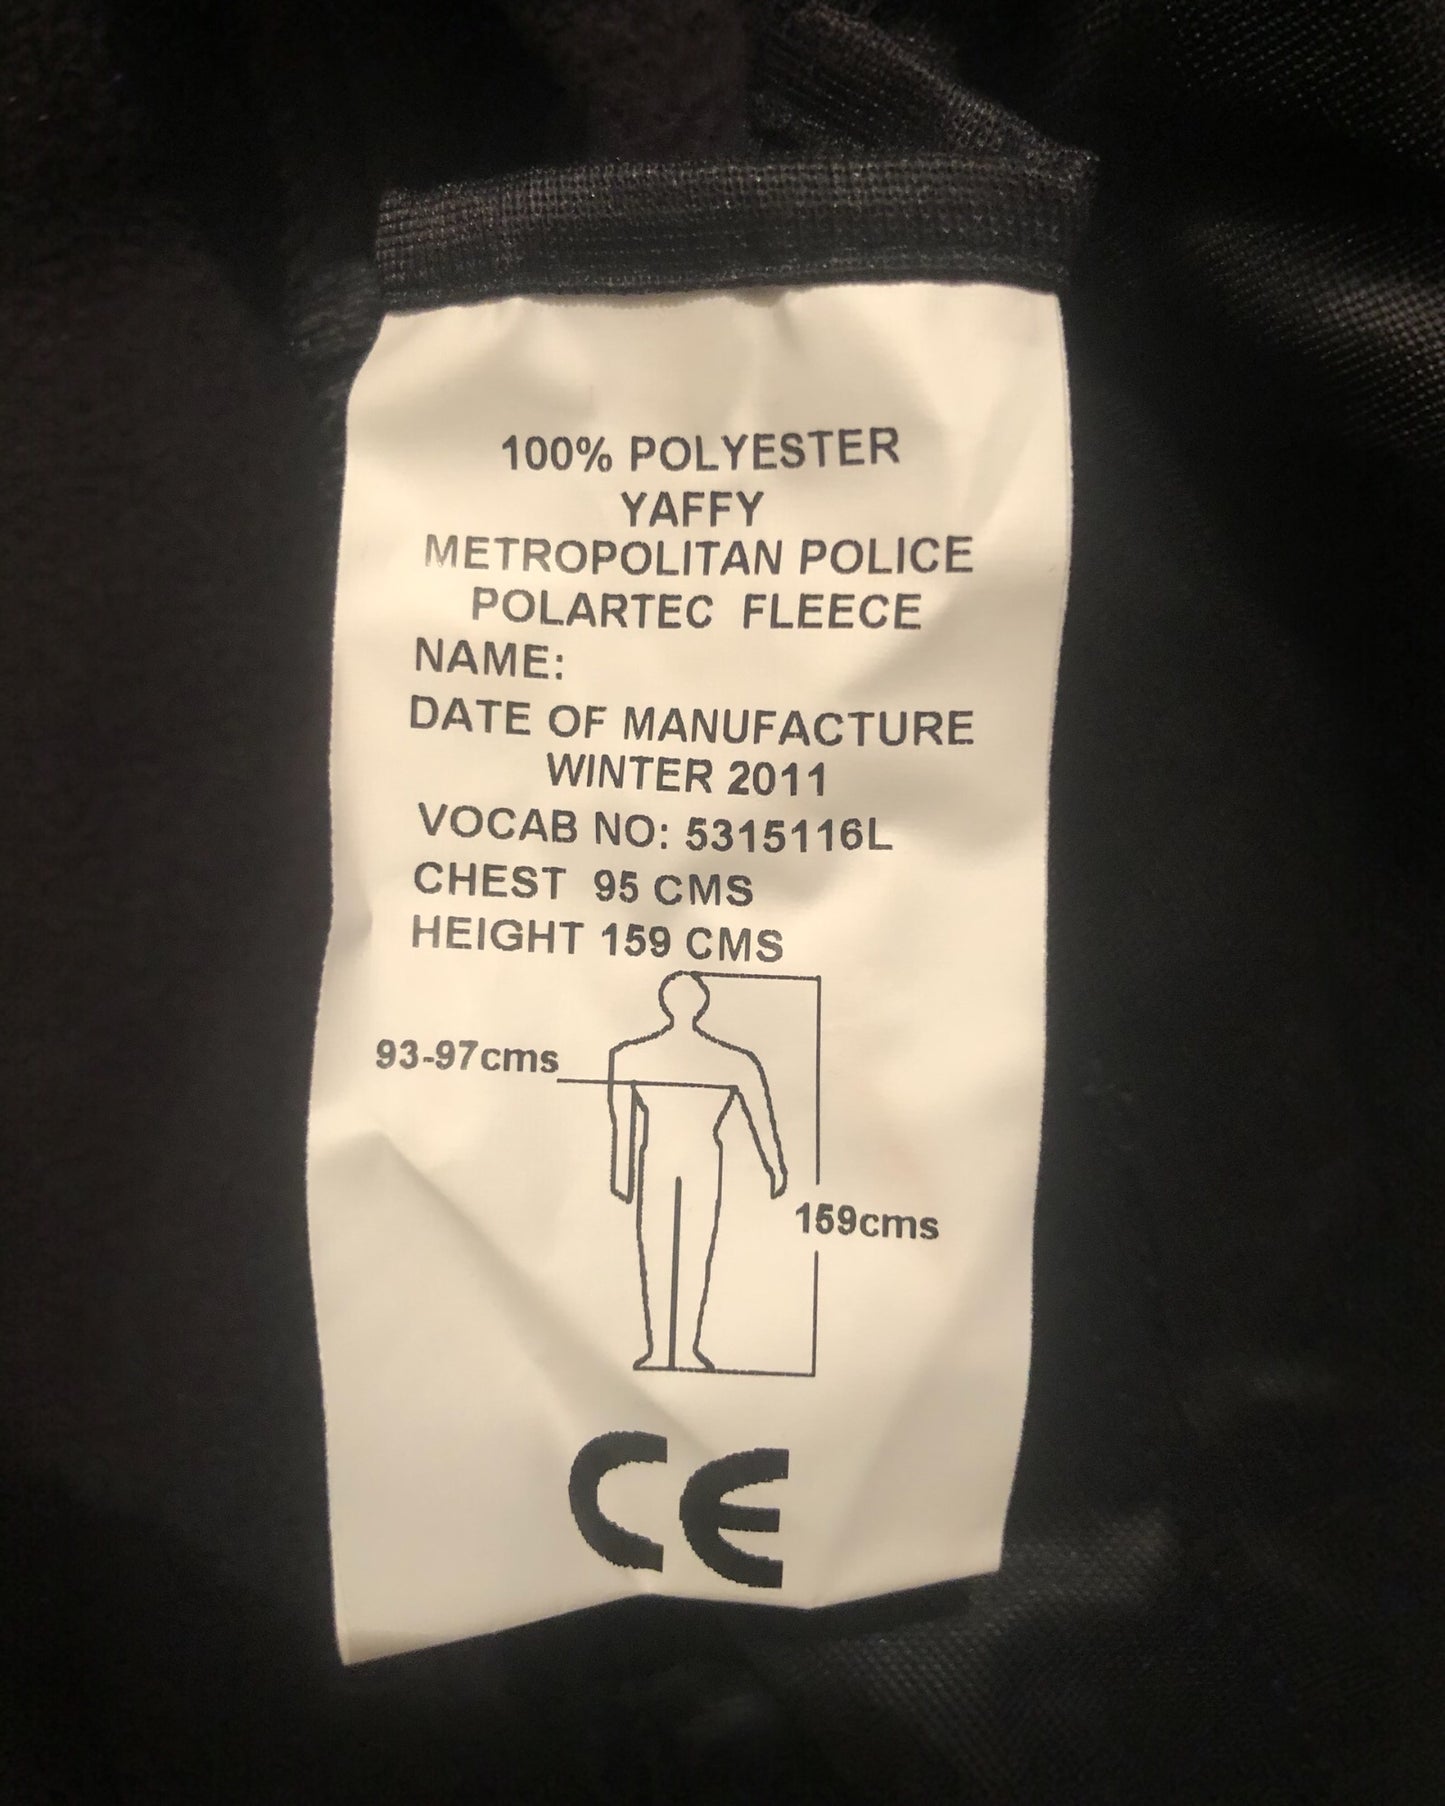 100% POLYESTER
YAFFY
METROPOLITAN POLICE
POLARTEC FLEECE
NAME:
DATE OF MANUFACTURE
WINTER 2011
VOCAB NO: 5315116L
CHEST 95 CMS
HEIGHT 159 CMS
93-97cms
159cms
CE